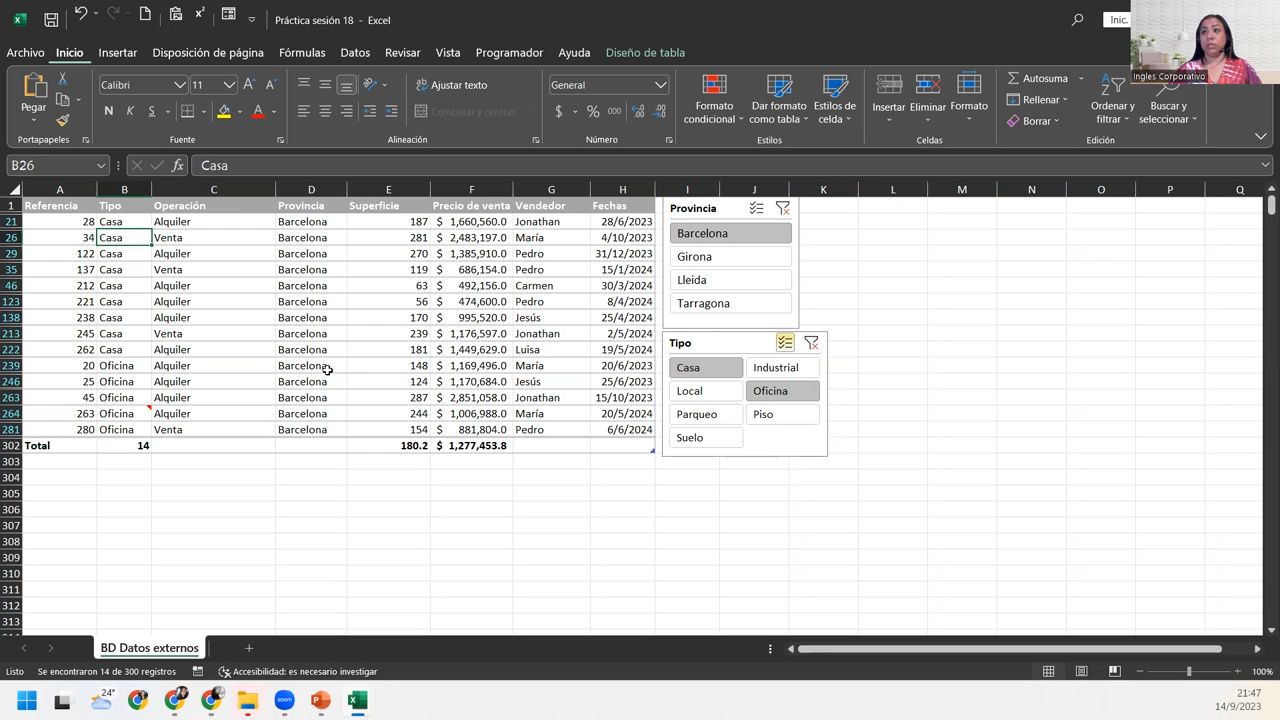 Práctica sesión 18 - Excel
Inic.
Ingles Corporativo
Archivo Inicio Insertar Disposición de página Fórmulas Datos Revisar Vista Programador Ayuda Diseño de tabla
Pegar
Portapapeles
Calibri 11
N K S
Fuente
Ajustar texto
Combinar y centrar
Alineación
General
$ % 000
Número
Formato condicional
Dar formato como tabla
Estilos de celda
Estilos
Insertar Eliminar Formato
Celdas
Autosuma
Rellenar
Borrar
Ordenar y filtrar
Buscar y seleccionar
Edición
B26 fx Casa
A B C D E F G H I J K L M N O P Q
1 Referencia Tipo Operación Provincia Superficie Precio de venta Vendedor Fechas
21 28 Casa Alquiler Barcelona 187 $ 1,660,560.0 Jonathan 28/6/2023
26 34 Casa Venta Barcelona 281 $ 2,483,197.0 María 4/10/2023
29 122 Casa Alquiler Barcelona 270 $ 1,385,910.0 Pedro 31/12/2023
35 137 Casa Venta Barcelona 119 $ 686,154.0 Pedro 15/1/2024
46 212 Casa Alquiler Barcelona 63 $ 492,156.0 Carmen 30/3/2024
123 221 Casa Alquiler Barcelona 56 $ 474,600.0 Pedro 8/4/2024
138 238 Casa Alquiler Barcelona 170 $ 995,520.0 Jesús 25/4/2024
213 245 Casa Venta Barcelona 239 $ 1,176,597.0 Jonathan 2/5/2024
222 262 Casa Alquiler Barcelona 181 $ 1,449,629.0 Luisa 19/5/2024
239 20 Oficina Alquiler Barcelona 148 $ 1,169,496.0 María 20/6/2023
246 25 Oficina Alquiler Barcelona 124 $ 1,170,684.0 Jesús 25/6/2023
263 45 Oficina Alquiler Barcelona 287 $ 2,851,058.0 Jonathan 15/10/2023
264 263 Oficina Alquiler Barcelona 244 $ 1,006,988.0 María 20/5/2024
281 280 Oficina Venta Barcelona 154 $ 881,804.0 Pedro 6/6/2024
302 Total 14 180.2 $ 1,277,453.8
303
304
305
306
307
308
309
310
311
312
313
Provincia
Barcelona
Girona
Lleida
Tarragona
Tipo
Casa Industrial
Local Oficina
Parqueo Piso
Suelo
BD Datos externos
Listo Se encontraron 14 de 300 registros Accesibilidad: es necesario investigar 100%
24°
zoom
21:47
14/9/2023